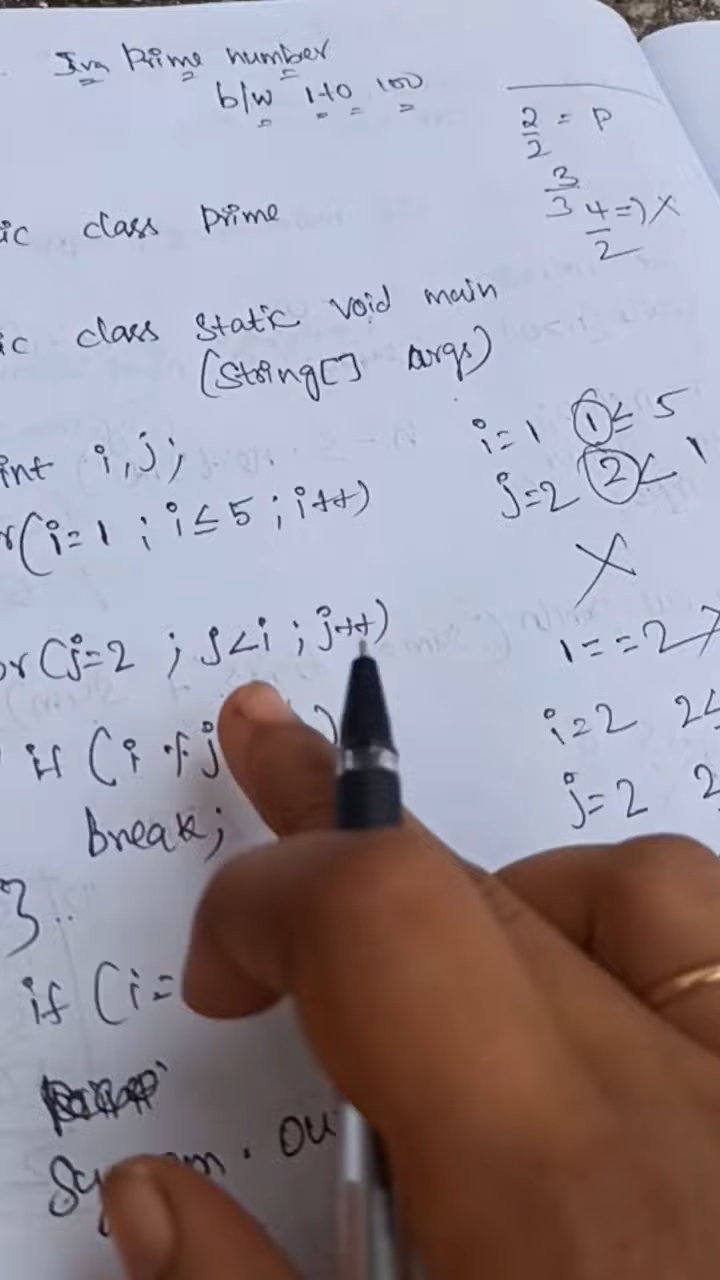 Prime number
b/w 1 to 100
2/2 = P
3/3
4/2 => X
ic class Prime
ic class static void main
(String[] args)
int i,j;
r(i=1 ; i≤5 ; i++)
or(j=2 ; j<i ; j++)
if (i % j )
break;
}
if (i=
System.ou
i=1 1≤5
j=2 2<1
X
1==2 X
i=2 2≤
j=2 2